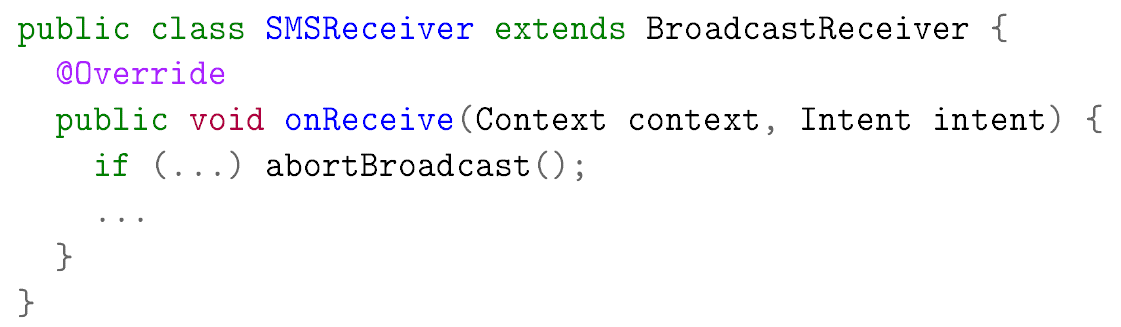 public class SMSReceiver extends BroadcastReceiver {
@Override
public void onReceive(Context context, Intent intent) {
if (...) abortBroadcast();
...
}
}